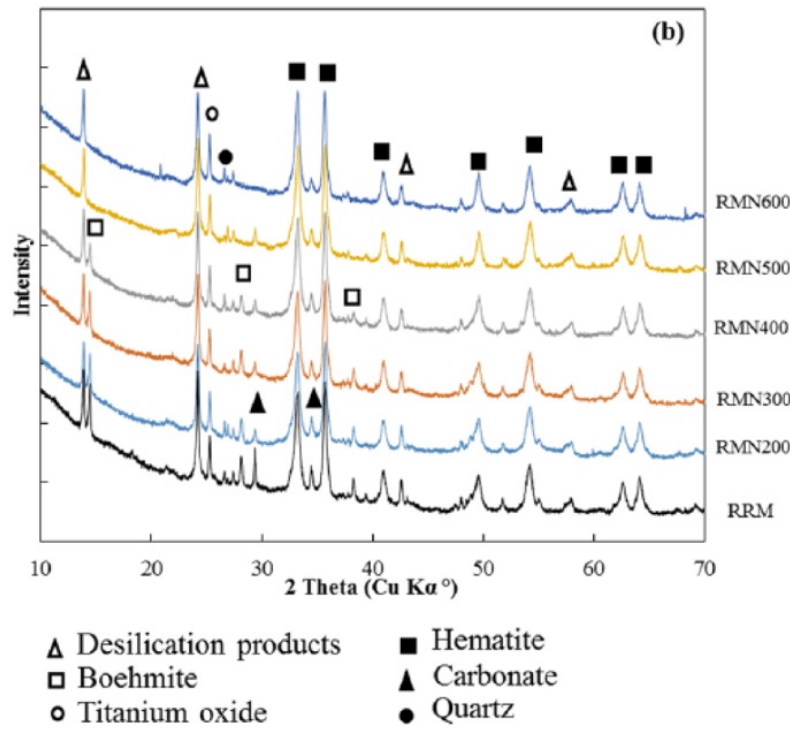 (b)
Intensity
RMN600
RMN500
RMN400
RMN300
RMN200
RRM
10 20 30 40 50 60 70
2 Theta (Cu Kα °)
Desilication products
Boehmite
Titanium oxide
Hematite
Carbonate
Quartz